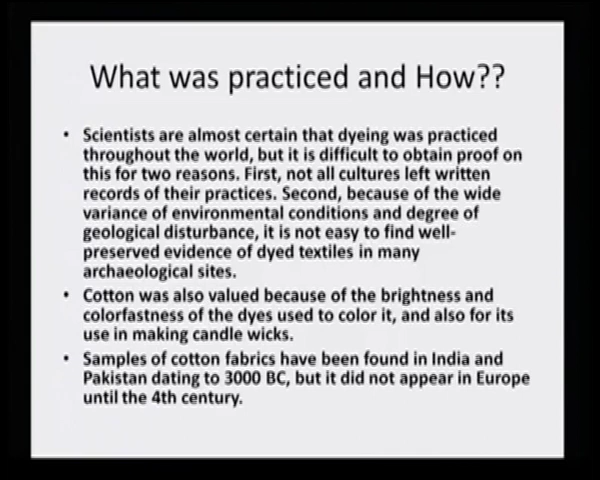 What was practiced and How??
• Scientists are almost certain that dyeing was practiced
throughout the world, but it is difficult to obtain proof on
this for two reasons. First, not all cultures left written
records of their practices. Second, because of the wide
variance of environmental conditions and degree of
geological disturbance, it is not easy to find well-
preserved evidence of dyed textiles in many
archaeological sites.
• Cotton was also valued because of the brightness and
colorfastness of the dyes used to color it, and also for its
use in making candle wicks.
• Samples of cotton fabrics have been found in India and
Pakistan dating to 3000 BC, but it did not appear in Europe
until the 4th century.